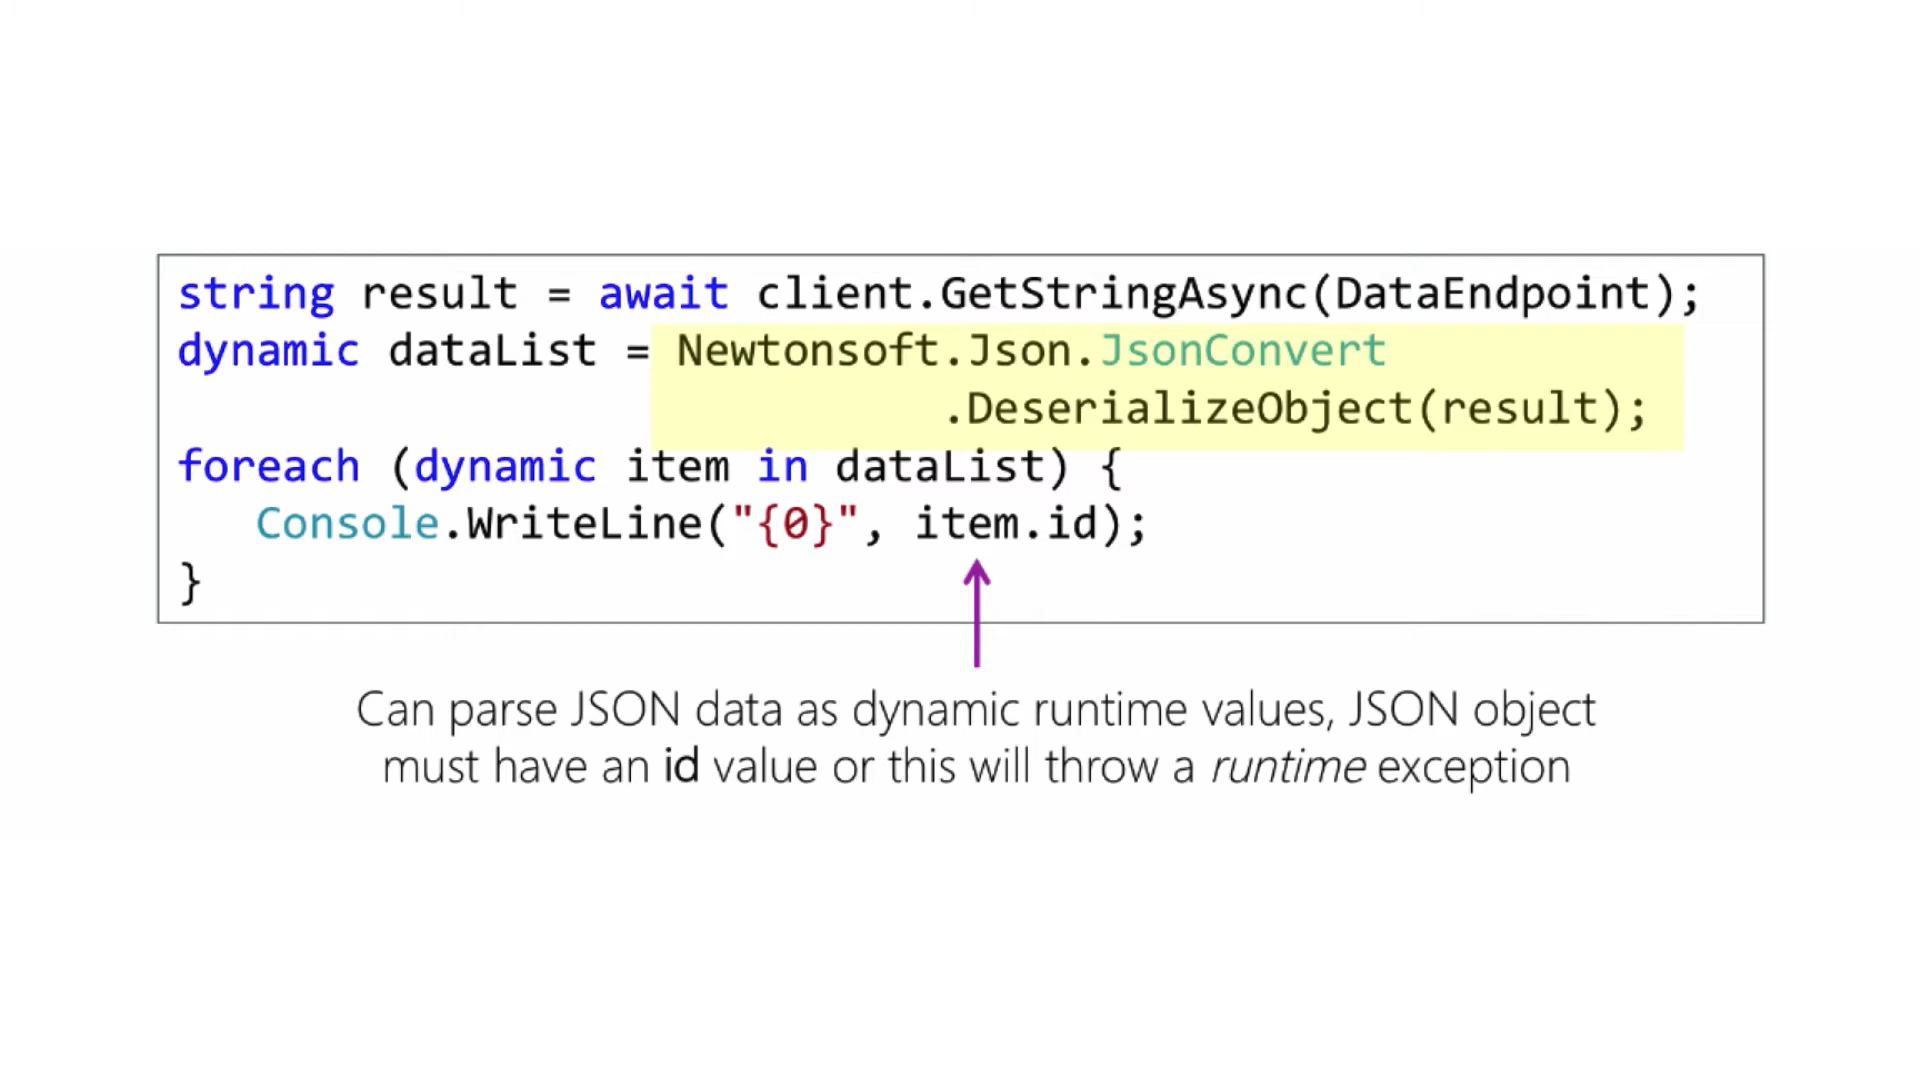 string result = await client.GetStringAsync(DataEndpoint);
dynamic dataList = Newtonsoft.Json.JsonConvert
.DeserializeObject(result);
foreach (dynamic item in dataList) {
Console.WriteLine("{0}", item.id);
}
Can parse JSON data as dynamic runtime values, JSON object
must have an id value or this will throw a runtime exception